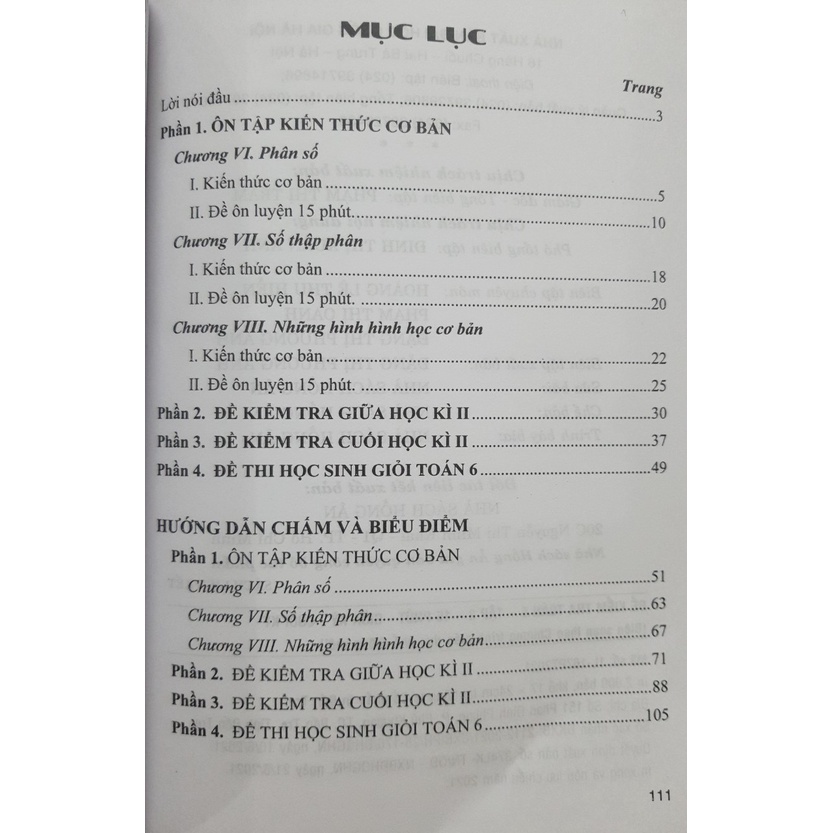 MỤC LỤC
Trang
Lời nói đầu ........ 3
Phần 1. ÔN TẬP KIẾN THỨC CƠ BẢN
Chương VI. Phân số
I. Kiến thức cơ bản ........ 5
II. Đề ôn luyện 15 phút. ........ 10
Chương VII. Số thập phân
I. Kiến thức cơ bản ........ 18
II. Đề ôn luyện 15 phút. ........ 20
Chương VIII. Những hình hình học cơ bản
I. Kiến thức cơ bản ........ 22
II. Đề ôn luyện 15 phút. ........ 25
Phần 2. ĐỀ KIỂM TRA GIỮA HỌC KÌ II ........ 30
Phần 3. ĐỀ KIỂM TRA CUỐI HỌC KÌ II ........ 37
Phần 4. ĐỀ THI HỌC SINH GIỎI TOÁN 6 ........ 49
HƯỚNG DẪN CHẤM VÀ BIỂU ĐIỂM
Phần 1. ÔN TẬP KIẾN THỨC CƠ BẢN
Chương VI. Phân số ........ 51
Chương VII. Số thập phân ........ 63
Chương VIII. Những hình hình học cơ bản ........ 67
Phần 2. ĐỀ KIỂM TRA GIỮA HỌC KÌ II ........ 71
Phần 3. ĐỀ KIỂM TRA CUỐI HỌC KÌ II ........ 88
Phần 4. ĐỀ THI HỌC SINH GIỎI TOÁN 6 ........ 105
111